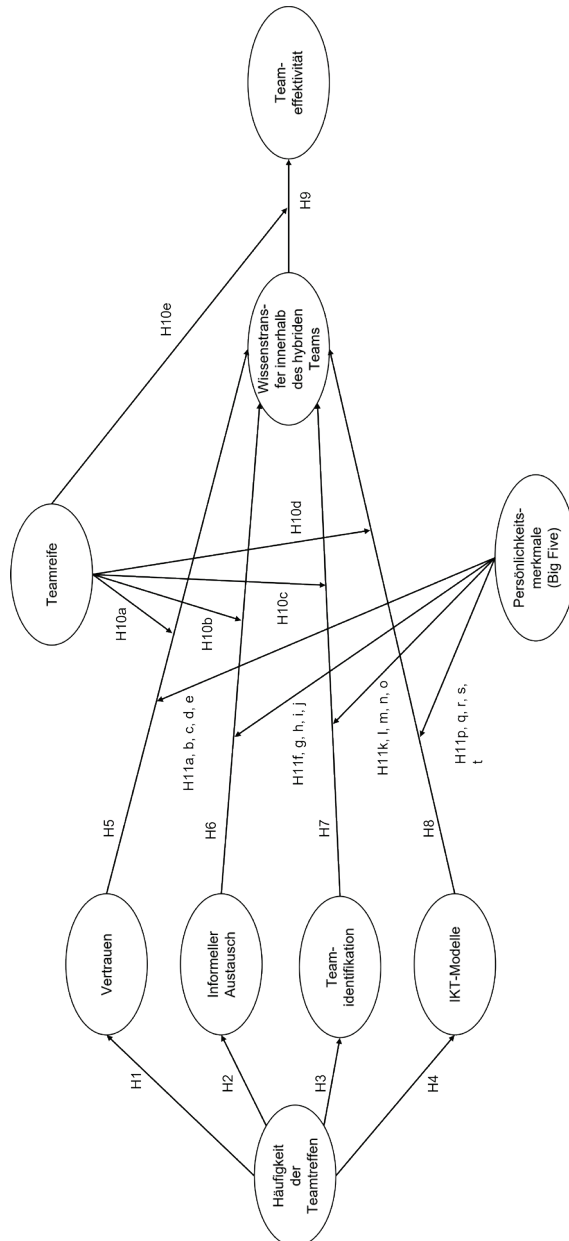 Häufigkeit
der
Teamtreffen
H1
H2
H3
H4
Vertrauen
Informeller
Austausch
Team-
identifikation
IKT-Modelle
H5
H6
H7
H8
H11a, b, c, d, e
H11f, g, h, i, j
H11k, l, m, n, o
H11p, q, r, s,
t
Teamreife
H10a
H10b
H10c
H10d
H10e
Persönlichkeits-
merkmale
(Big Five)
Wissenstrans-
fer innerhalb
des hybriden
Teams
H9
Team-
effektivität